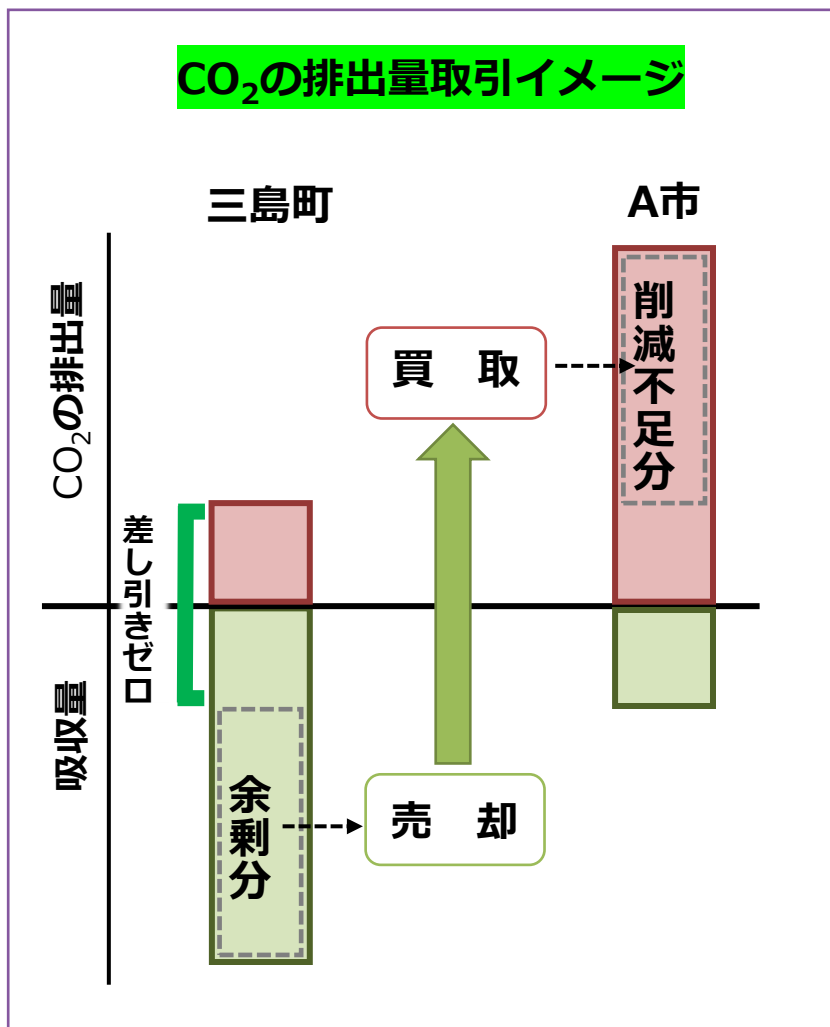 CO₂の排出量取引イメージ
三島町
A市
CO₂の排出量
吸収量
差し引きゼロ
買 取
削減不足分
余剰分
売 却